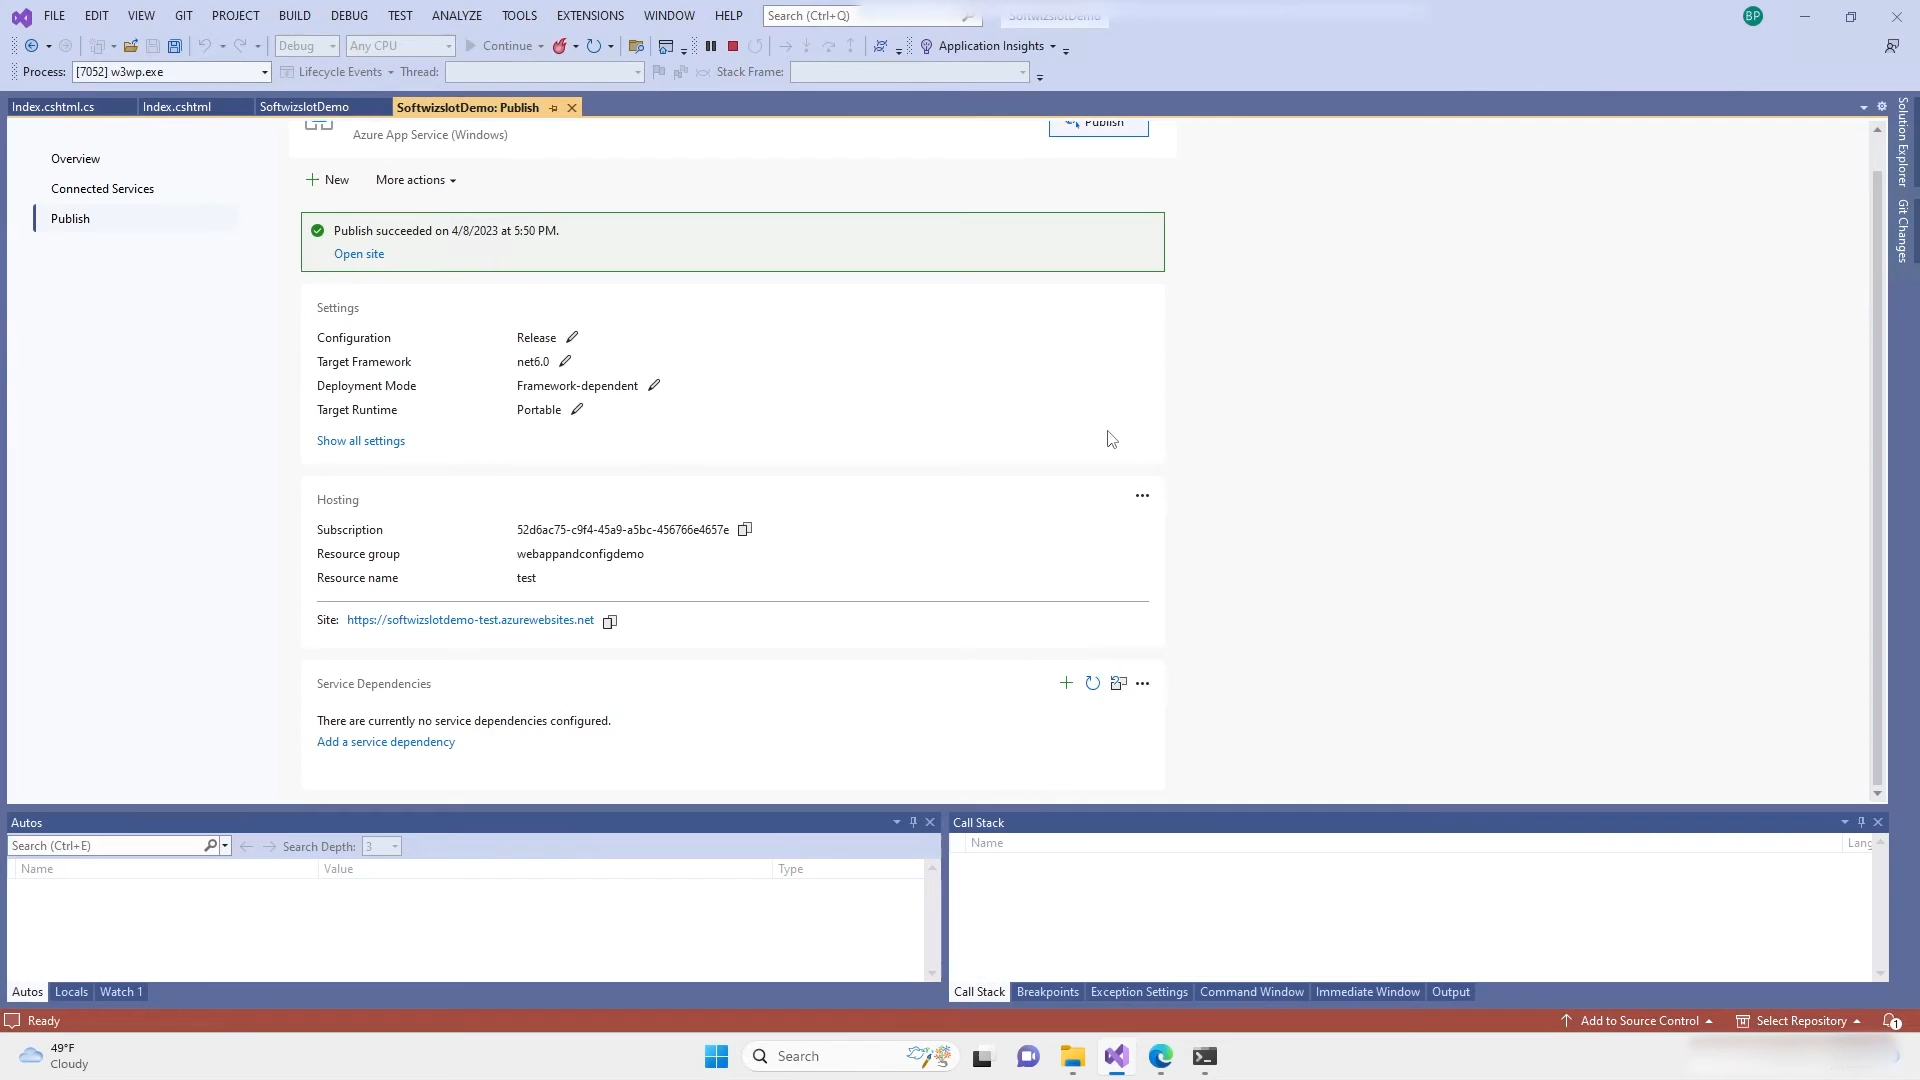 FILE EDIT VIEW GIT PROJECT BUILD DEBUG TEST ANALYZE TOOLS EXTENSIONS WINDOW HELP Search (Ctrl+Q) SoftwizslotDemo BP
Debug Any CPU Continue Application Insights
Process: [7052] w3wp.exe Lifecycle Events Thread: Stack Frame:
Index.cshtml.cs Index.cshtml SoftwizslotDemo SoftwizslotDemo: Publish
Solution Explorer
Git Changes
Overview
Connected Services
Publish
Azure App Service (Windows)
Publish
New More actions
Publish succeeded on 4/8/2023 at 5:50 PM.
Open site
Settings
Configuration Release
Target Framework net6.0
Deployment Mode Framework-dependent
Target Runtime Portable
Show all settings
Hosting
Subscription 52d6ac75-c9f4-45a9-a5bc-456766e4657e
Resource group webappandconfigdemo
Resource name test
Site: https://softwizslotdemo-test.azurewebsites.net
Service Dependencies
There are currently no service dependencies configured.
Add a service dependency
Autos
Search (Ctrl+E) Search Depth: 3
Name Value Type
Autos Locals Watch 1
Call Stack
Name Lang
Call Stack Breakpoints Exception Settings Command Window Immediate Window Output
Ready Add to Source Control Select Repository 1
49°F
Cloudy
Search